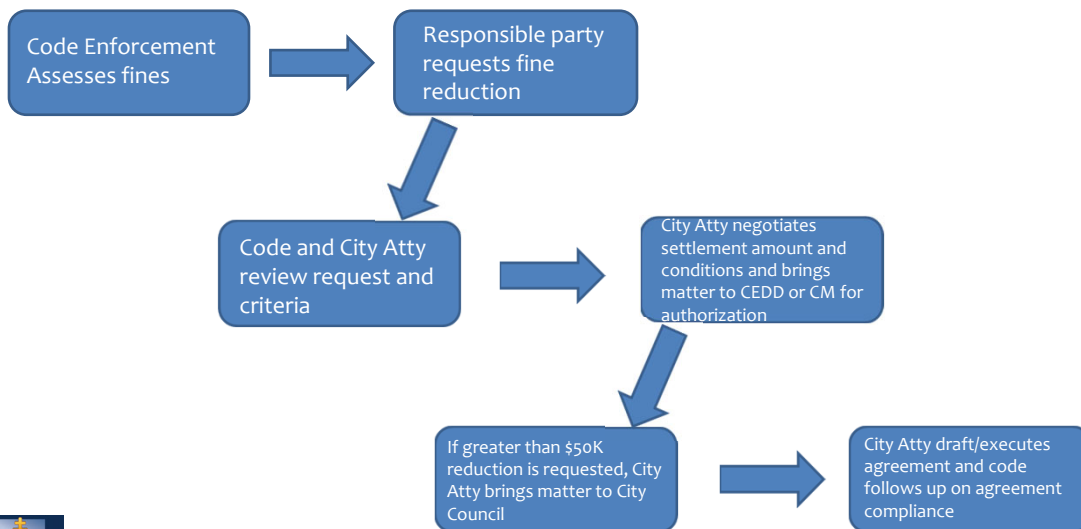 Code Enforcement
Assesses fines
Responsible party
requests fine
reduction
Code and City Atty
review request and
criteria
City Atty negotiates
settlement amount and
conditions and brings
matter to CEDD or CM for
authorization
If greater than $50K
reduction is requested, City
Atty brings matter to City
Council
City Atty draft/executes
agreement and code
follows up on agreement
compliance